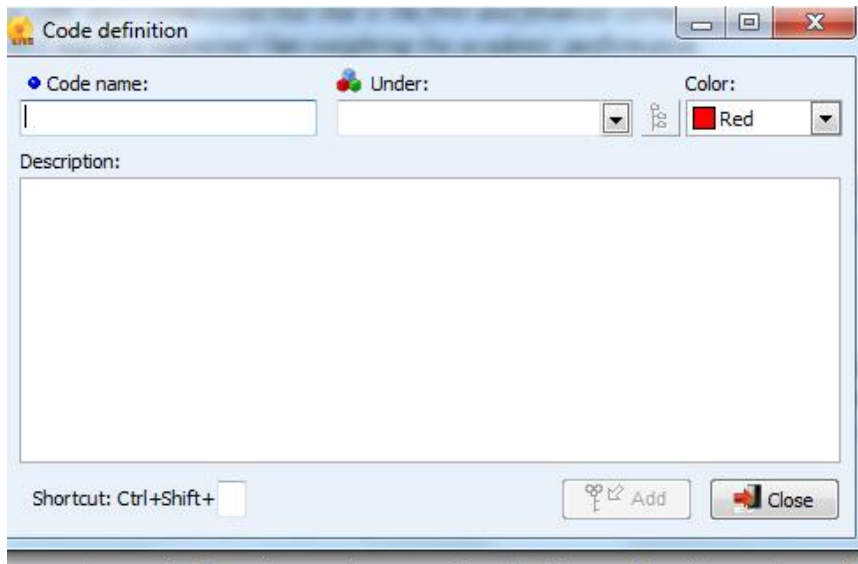 Code definition
Code name: Under: Color:
Red
Description:
Shortcut: Ctrl+Shift+ Add Close